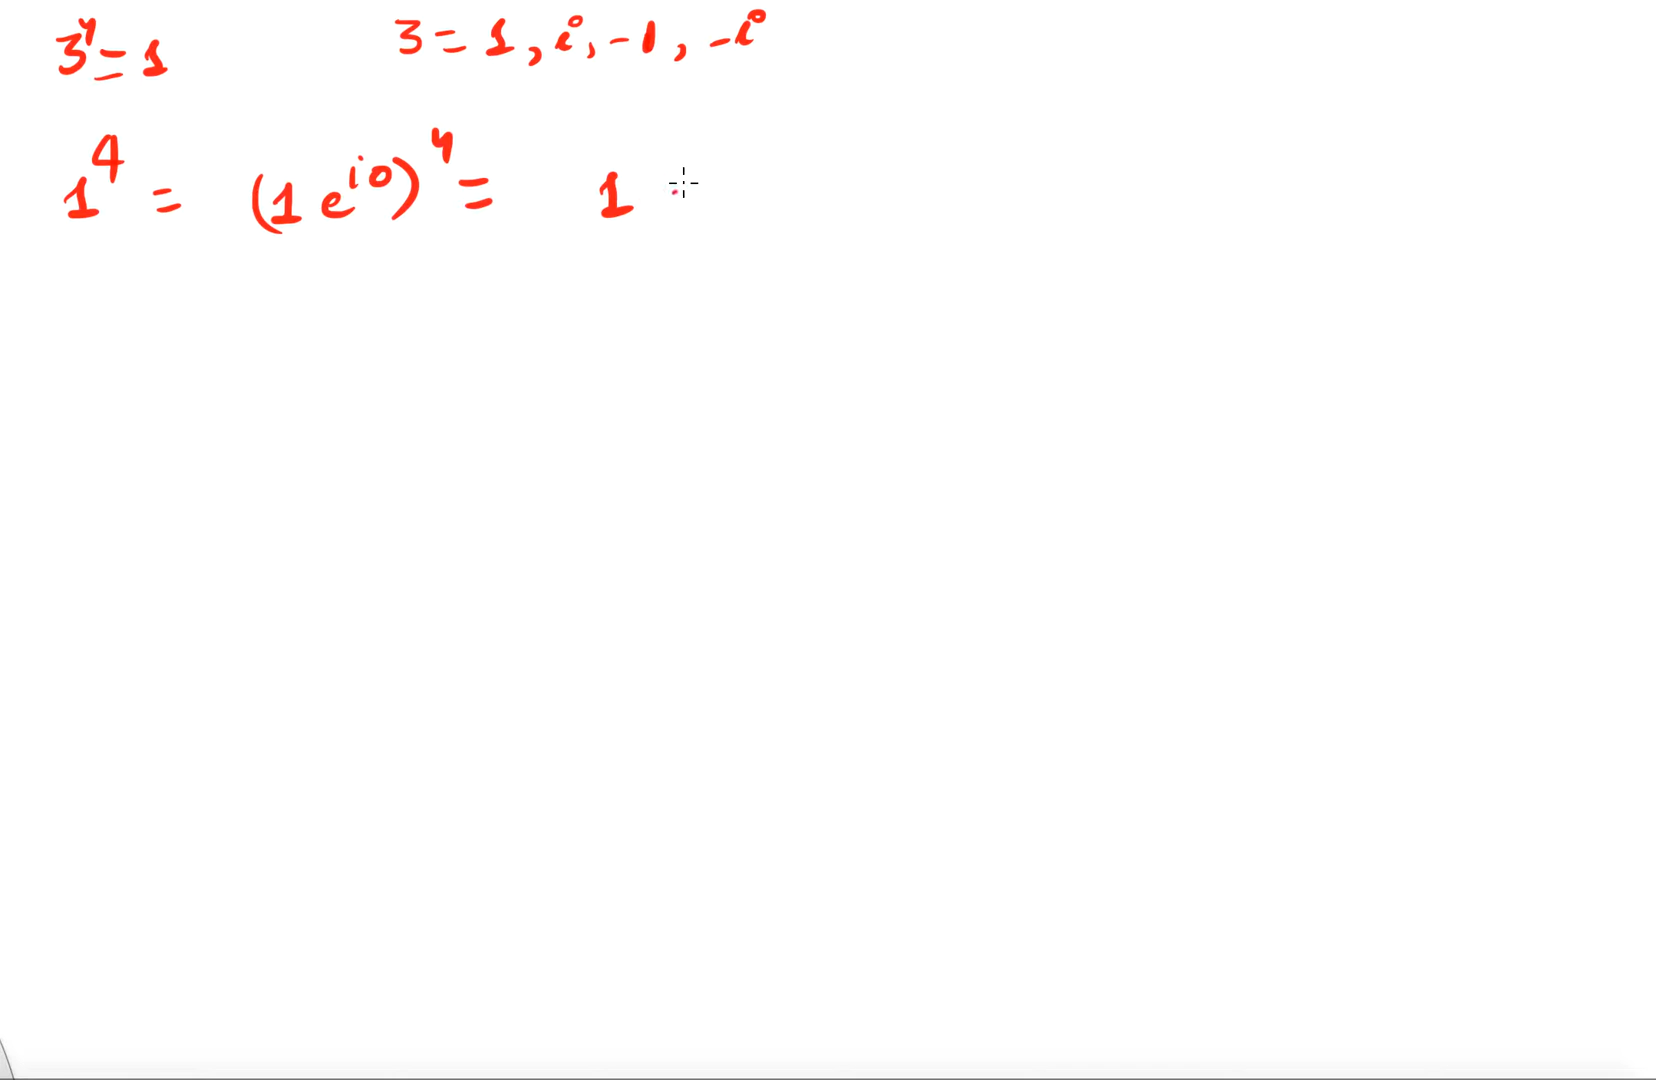 3⁴ = 1 3 = 1, i, -1, -i
1⁴ = (1 e^{i0})⁴ = 1